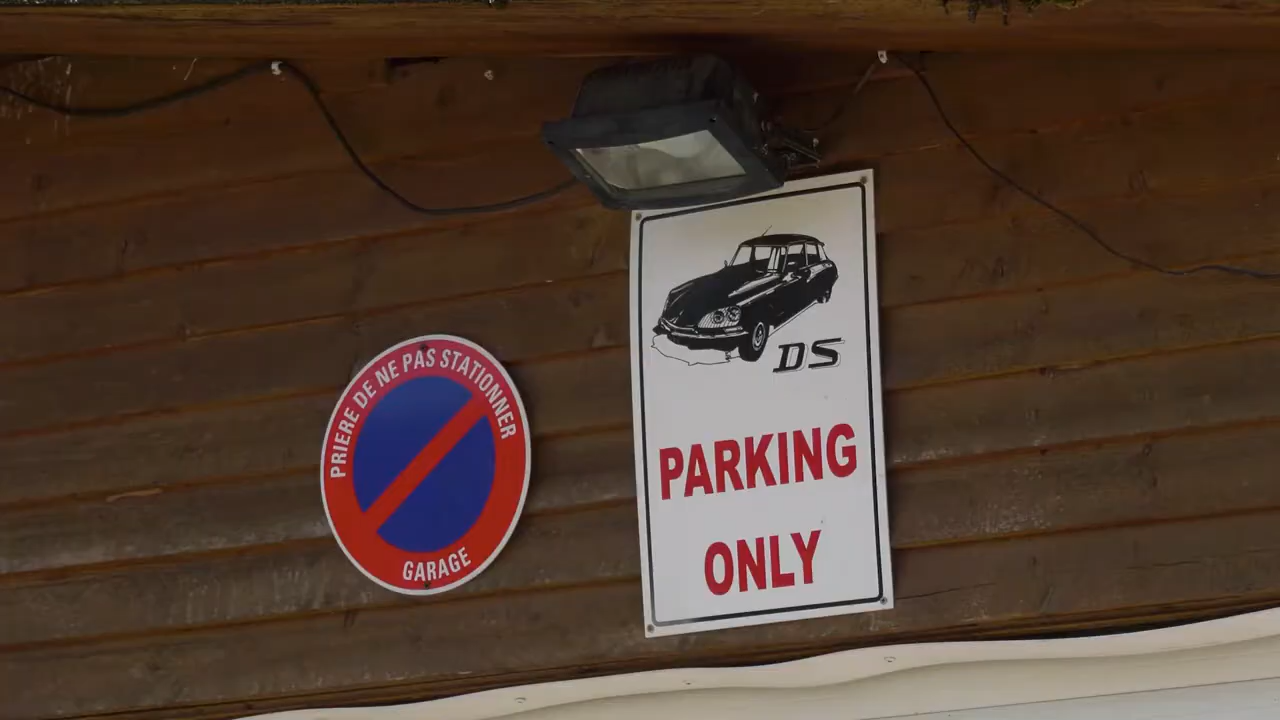 PRIERE DE NE PAS STATIONNER
GARAGE
DS
PARKING
ONLY